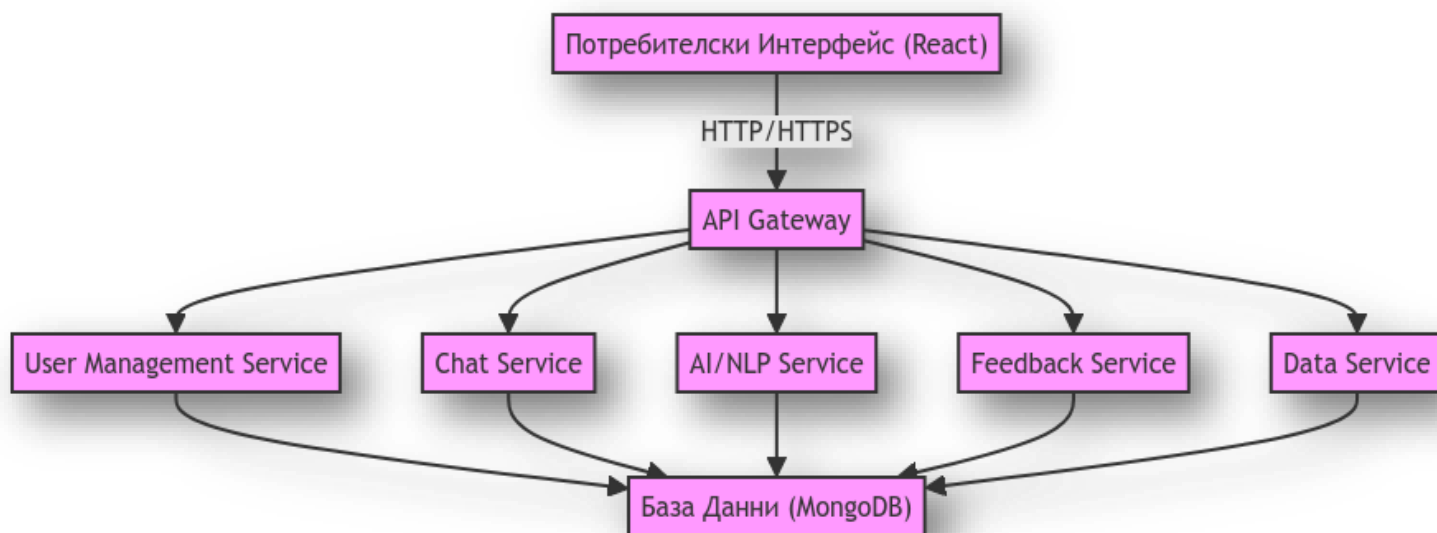 Потребителски Интерфейс (React)
HTTP/HTTPS
API Gateway
User Management Service
Chat Service
AI/NLP Service
Feedback Service
Data Service
База Данни (MongoDB)